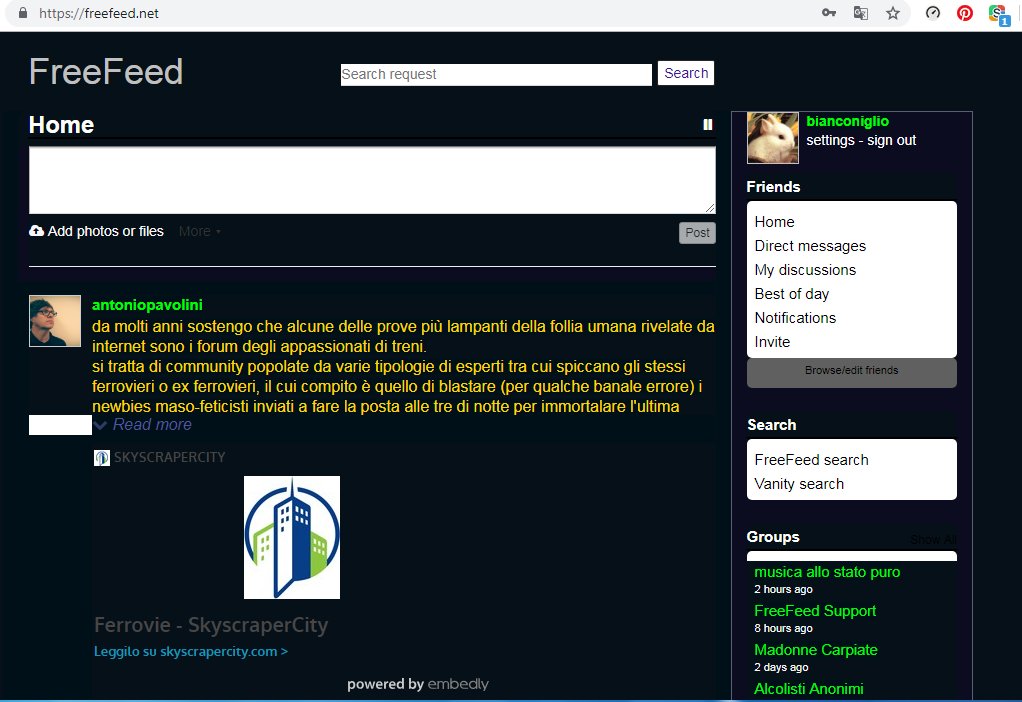 https://freefeed.net
1
FreeFeed
Search request
Search
Home
Add photos or files
More
Post
antoniopavolini
da molti anni sostengo che alcune delle prove più lampanti della follia umana rivelate da
internet sono i forum degli appassionati di treni.
si tratta di community popolate da varie tipologie di esperti tra cui spiccano gli stessi
ferrovieri o ex ferrovieri, il cui compito è quello di blastare (per qualche banale errore) i
newbies maso-feticisti inviati a fare la posta alle tre di notte per immortalare l'ultima
Read more
SKYSCRAPERCITY
Ferrovie - SkyscraperCity
Leggilo su skyscrapercity.com >
powered by embedly
bianconiglio
settings - sign out
Friends
Home
Direct messages
My discussions
Best of day
Notifications
Invite
Browse/edit friends
Search
FreeFeed search
Vanity search
Groups
Show All
musica allo stato puro
2 hours ago
FreeFeed Support
8 hours ago
Madonne Carpiate
2 days ago
Alcolisti Anonimi